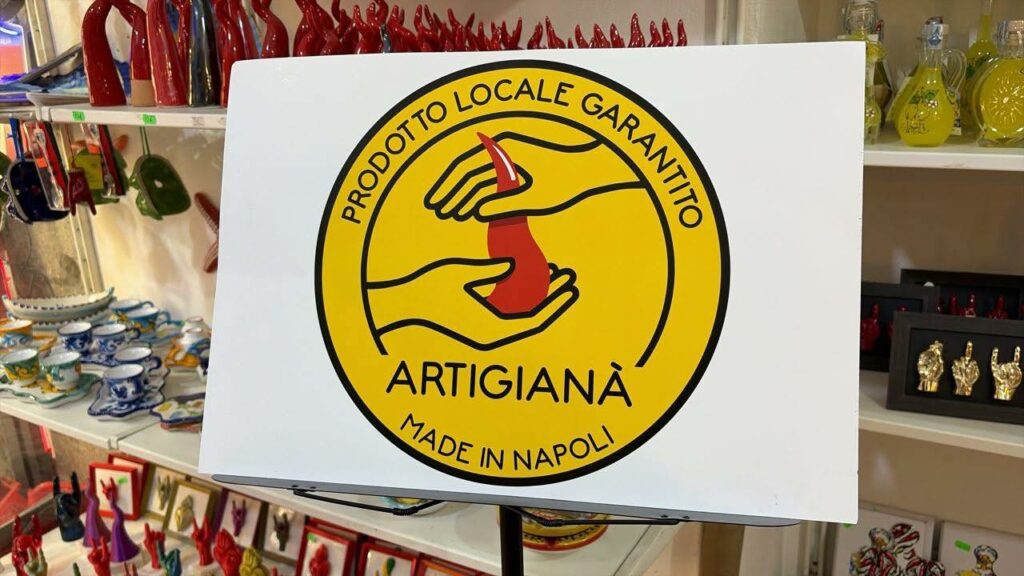 PRODOTTO LOCALE GARANTITO
ARTIGIANÀ
MADE IN NAPOLI